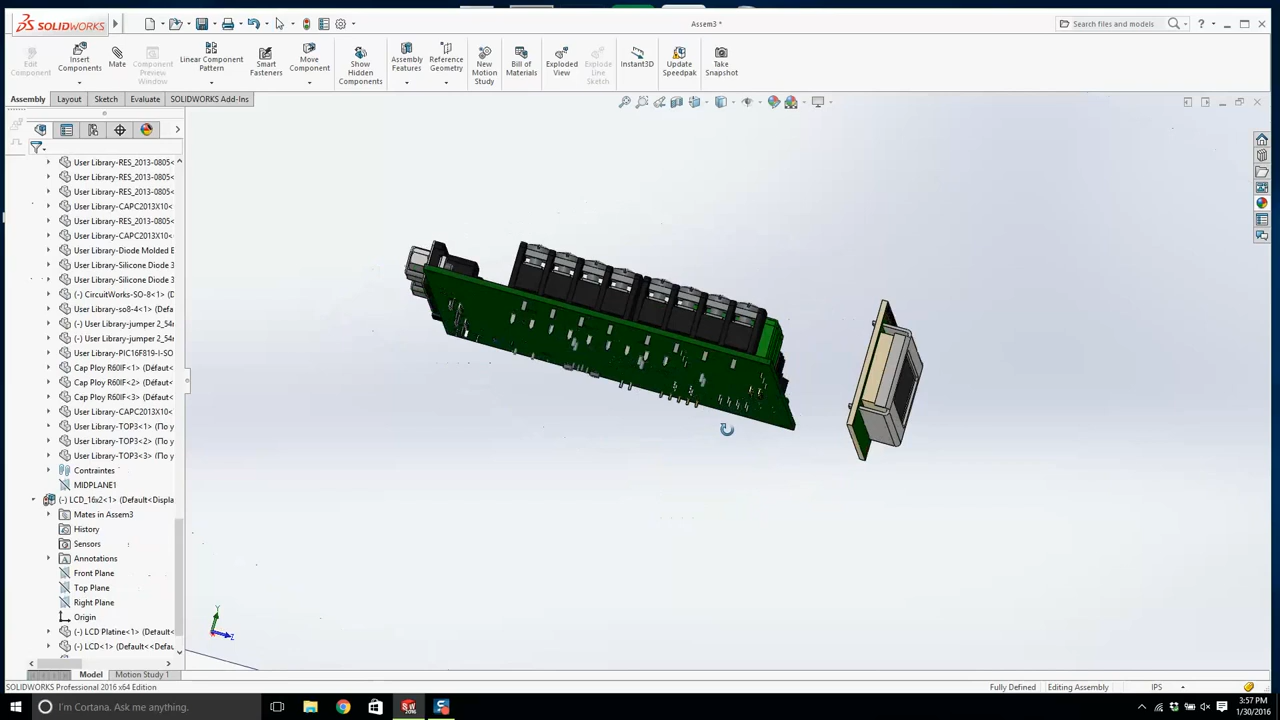 SOLIDWORKS
Assem3 *
Search files and models
Edit Component
Insert Components
Mate
Component Preview Window
Linear Component Pattern
Smart Fasteners
Move Component
Show Hidden Components
Assembly Features
Reference Geometry
New Motion Study
Bill of Materials
Exploded View
Explode Line Sketch
Instant3D
Update Speedpak
Take Snapshot
Assembly
Layout
Sketch
Evaluate
SOLIDWORKS Add-Ins
User Library-RES_2013-0805<
User Library-RES_2013-0805<
User Library-RES_2013-0805<
User Library-CAPC2013X10<
User Library-RES_2013-0805<
User Library-CAPC2013X10<
User Library-Diode Molded E
User Library-Silicone Diode 3
User Library-Silicone Diode 3
(-) CircuitWorks-SO-8<1> (D
User Library-so8-4<1> (Defa
(-) User Library-jumper 2_54r
(-) User Library-jumper 2_54r
User Library-PIC16F819-I-SO
Cap Ploy R60IF<1> (Défaut<
Cap Ploy R60IF<2> (Défaut<
Cap Ploy R60IF<3> (Défaut<
User Library-CAPC2013X10<
User Library-TOP3<1> (По у
User Library-TOP3<2> (По у
User Library-TOP3<3> (По у
Contraintes
MIDPLANE1
(-) LCD_16x2<1> (Default<Displa
Mates in Assem3
History
Sensors
Annotations
Front Plane
Top Plane
Right Plane
Origin
(-) LCD Platine<1> (Default<
(-) LCD<1> (Default<<Defau
Y
Z
Model
Motion Study 1
SOLIDWORKS Professional 2016 x64 Edition
Fully Defined
Editing Assembly
IPS
I'm Cortana. Ask me anything.
3:57 PM
1/30/2016